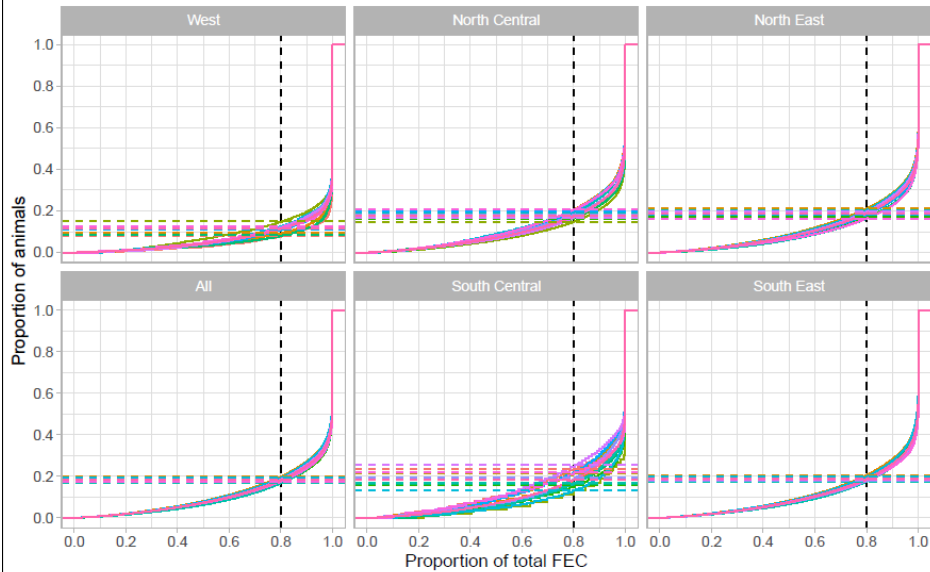 West
North Central
North East
1.0
0.8
0.6
0.4
0.2
0.0
Proportion of animals
All
South Central
South East
1.0
0.8
0.6
0.4
0.2
0.0
0.0 0.2 0.4 0.6 0.8 1.0
0.0 0.2 0.4 0.6 0.8 1.0
0.0 0.2 0.4 0.6 0.8 1.0
Proportion of total FEC